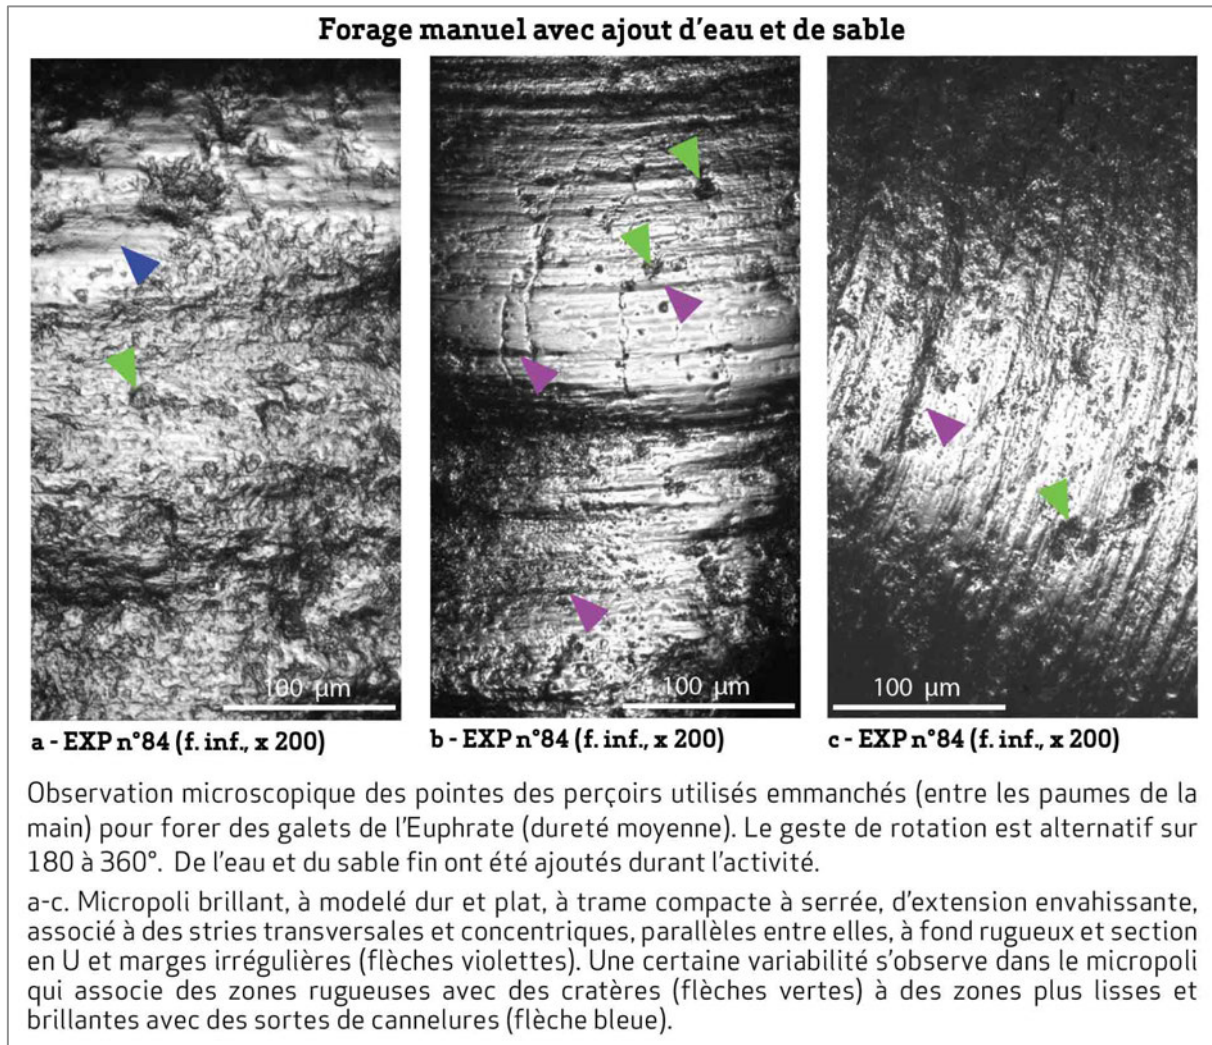 Forage manuel avec ajout d'eau et de sable
100 µm
100 µm
100 µm
a - EXP n°84 (f. inf., x 200)
b - EXP n°84 (f. inf., x 200)
c - EXP n°84 (f. inf., x 200)
Observation microscopique des pointes des perçoirs utilisés emmanchés (entre les paumes de la
main) pour forer des galets de l'Euphrate (dureté moyenne). Le geste de rotation est alternatif sur
180 à 360°. De l'eau et du sable fin ont été ajoutés durant l'activité.
a-c. Micropoli brillant, à modelé dur et plat, à trame compacte à serrée, d'extension envahissante,
associé à des stries transversales et concentriques, parallèles entre elles, à fond rugueux et section
en U et marges irrégulières (flèches violettes). Une certaine variabilité s'observe dans le micropoli
qui associe des zones rugueuses avec des cratères (flèches vertes) à des zones plus lisses et
brillantes avec des sortes de cannelures (flèche bleue).